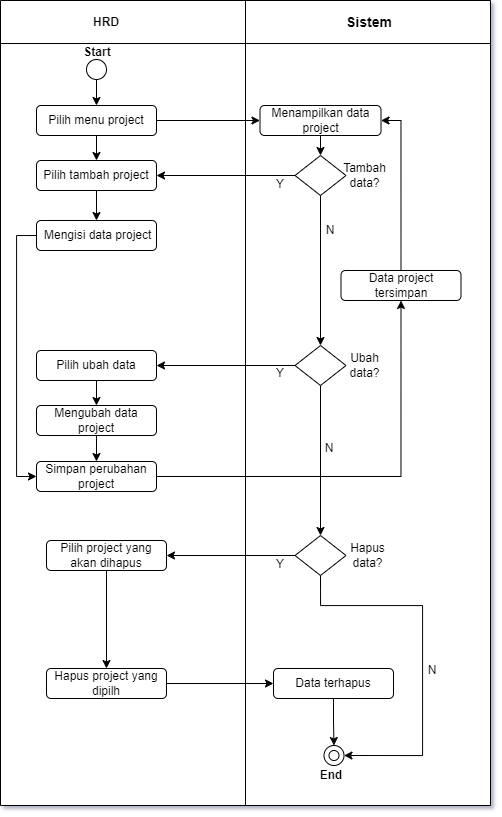 HRD
Sistem
Start
Pilih menu project
Menampilkan data
project
Pilih tambah project
Y
Tambah
data?
N
Mengisi data project
Data project
tersimpan
Pilih ubah data
Y
Ubah
data?
Mengubah data
project
N
Simpan perubahan
project
Pilih project yang
akan dihapus
Y
Hapus
data?
N
Hapus project yang
dipilh
Data terhapus
End